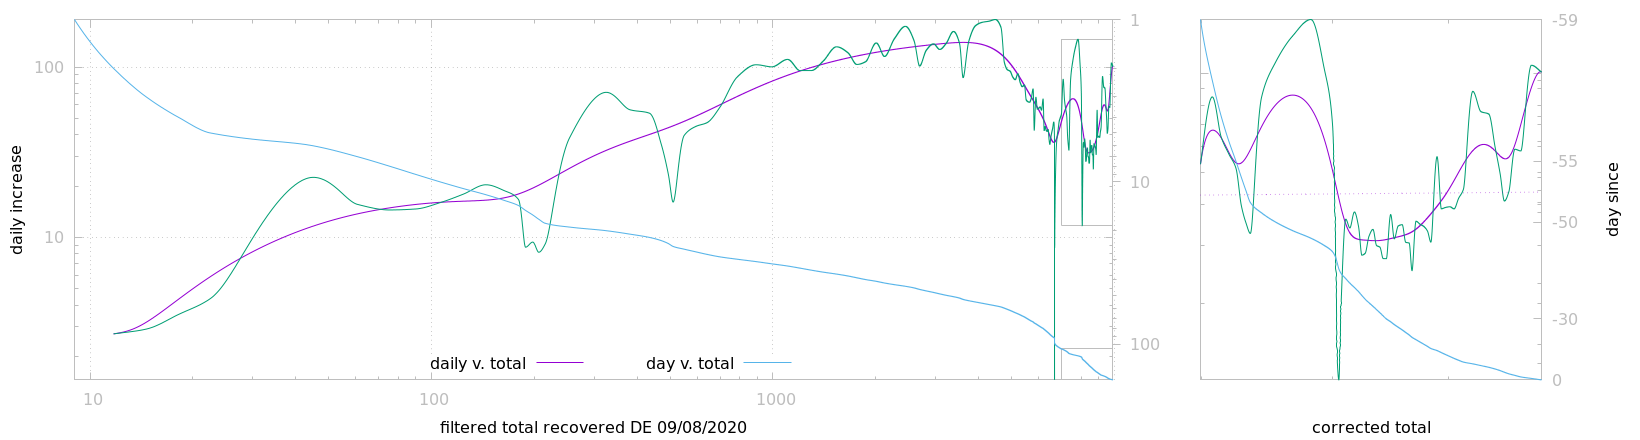 daily increase
100
10
1
10
100
daily v. total
day v. total
10
100
1000
filtered total recovered DE 09/08/2020
-59
-55
-50
-30
0
day since
corrected total